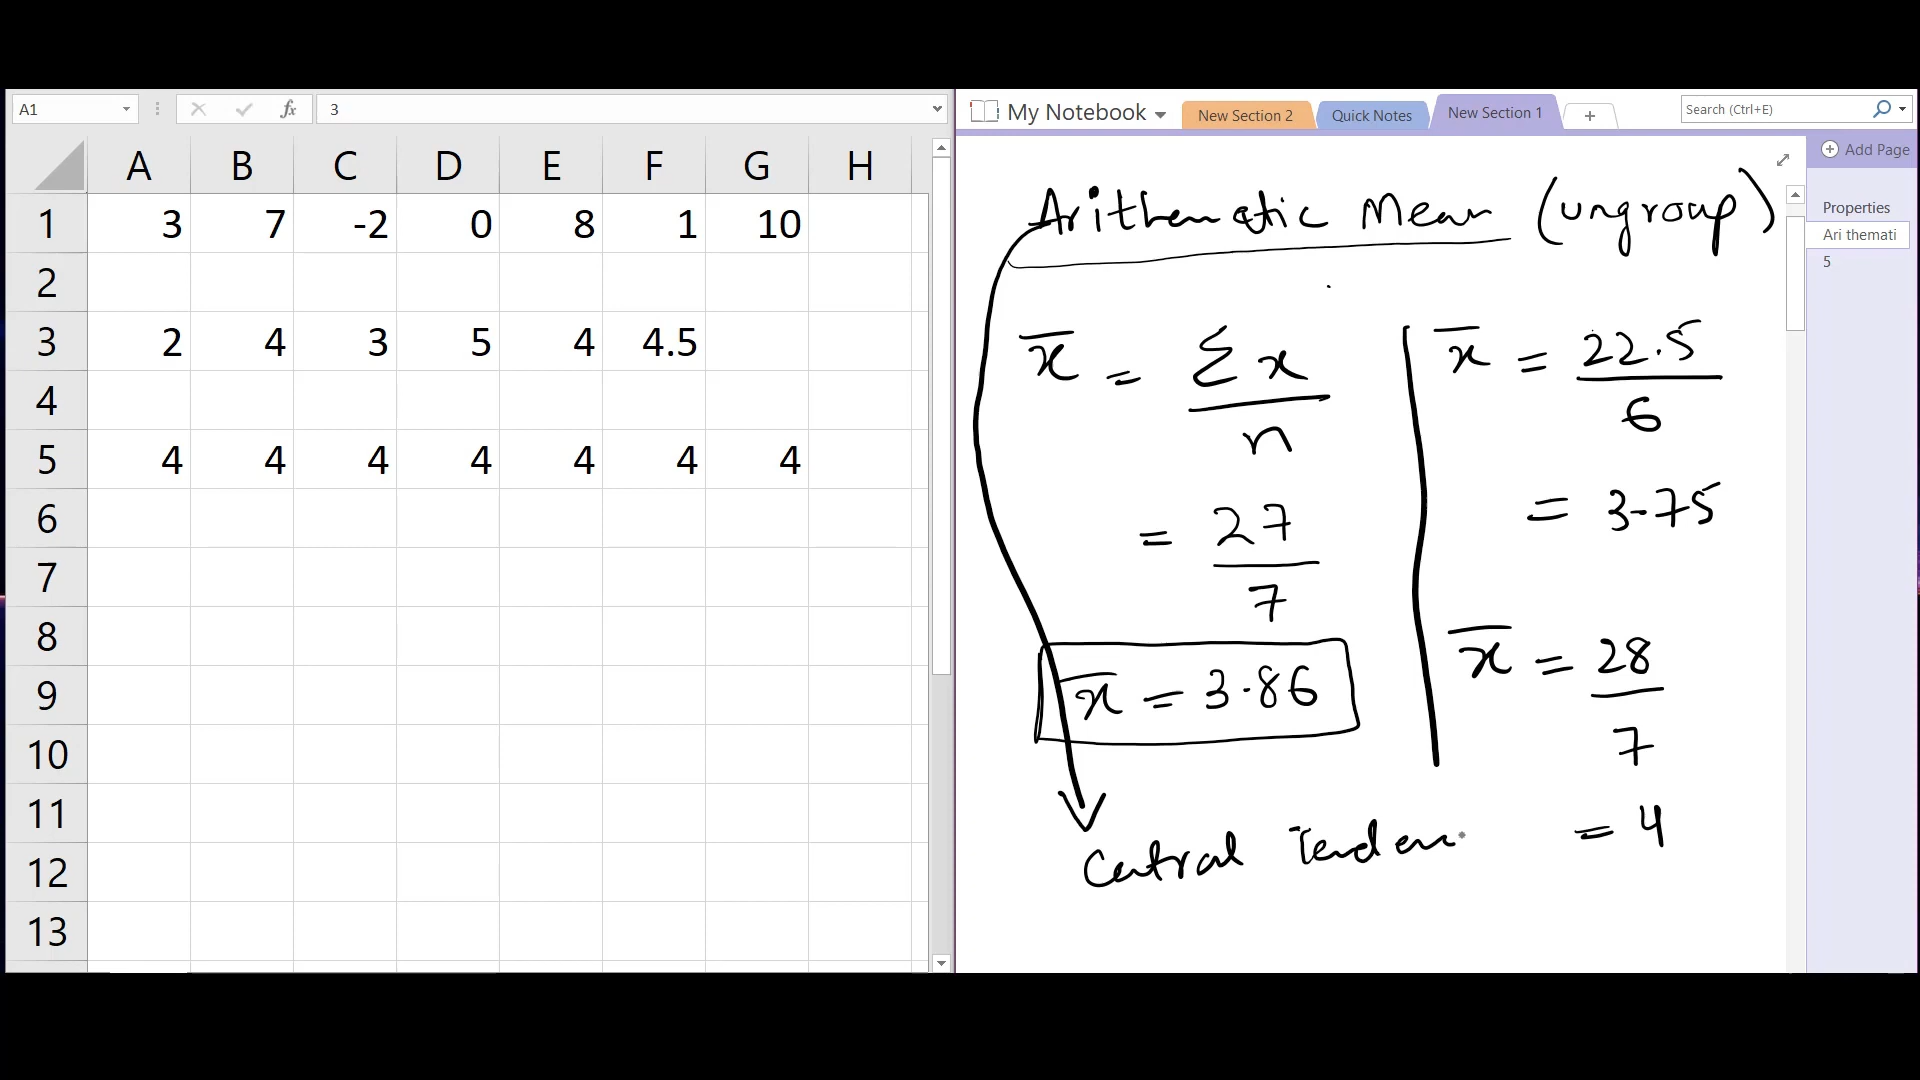 A1 fx 3
A B C D E F G H
1 3 7 -2 0 8 1 10
2
3 2 4 3 5 4 4.5
4
5 4 4 4 4 4 4 4
6
7
8
9
10
11
12
13
My Notebook New Section 2 Quick Notes New Section 1 + Search (Ctrl+E)
Add Page
Properties
Ari themati
5
Arithematic Mean (ungroup)
x̄ = Σx / n
= 27 / 7
x̄ = 3.86
Central Tenden
x̄ = 22.5 / 6
= 3.75
x̄ = 28 / 7
= 4